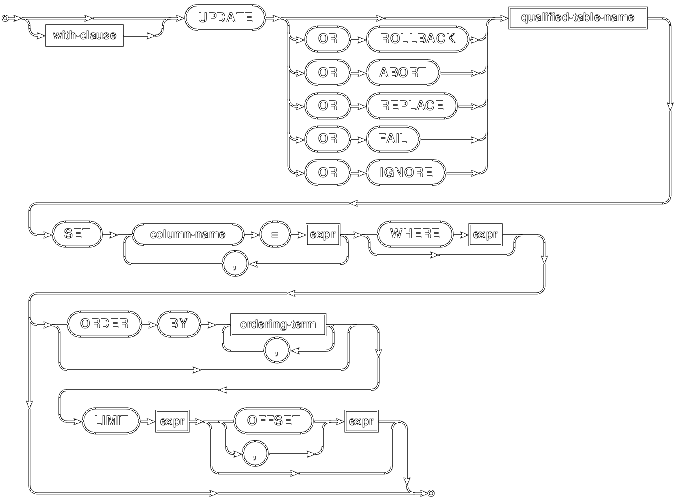 UPDATE
with-clause
qualified-table-name
OR ROLLBACK
OR ABORT
OR REPLACE
OR FAIL
OR IGNORE
SET column-name = expr WHERE expr
,
ORDER BY ordering-term
,
LIMIT expr OFFSET expr
,